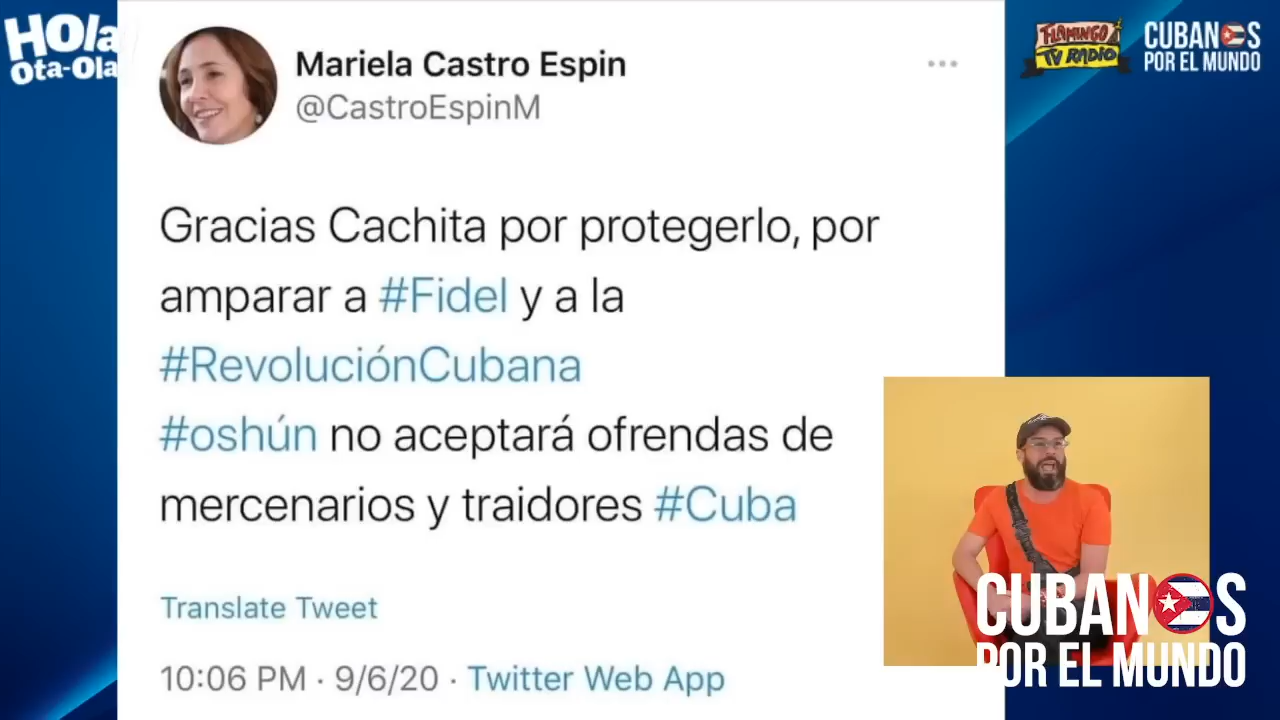 HOla
Ota-Ola
Mariela Castro Espin
@CastroEspinM
FLAMINGO
TV RADIO
CUBANOS
POR EL MUNDO
Gracias Cachita por protegerlo, por
amparar a #Fidel y a la
#RevoluciónCubana
#oshún no aceptará ofrendas de
mercenarios y traidores #Cuba
Translate Tweet
10:06 PM · 9/6/20 · Twitter Web App
CUBANOS
POR EL MUNDO